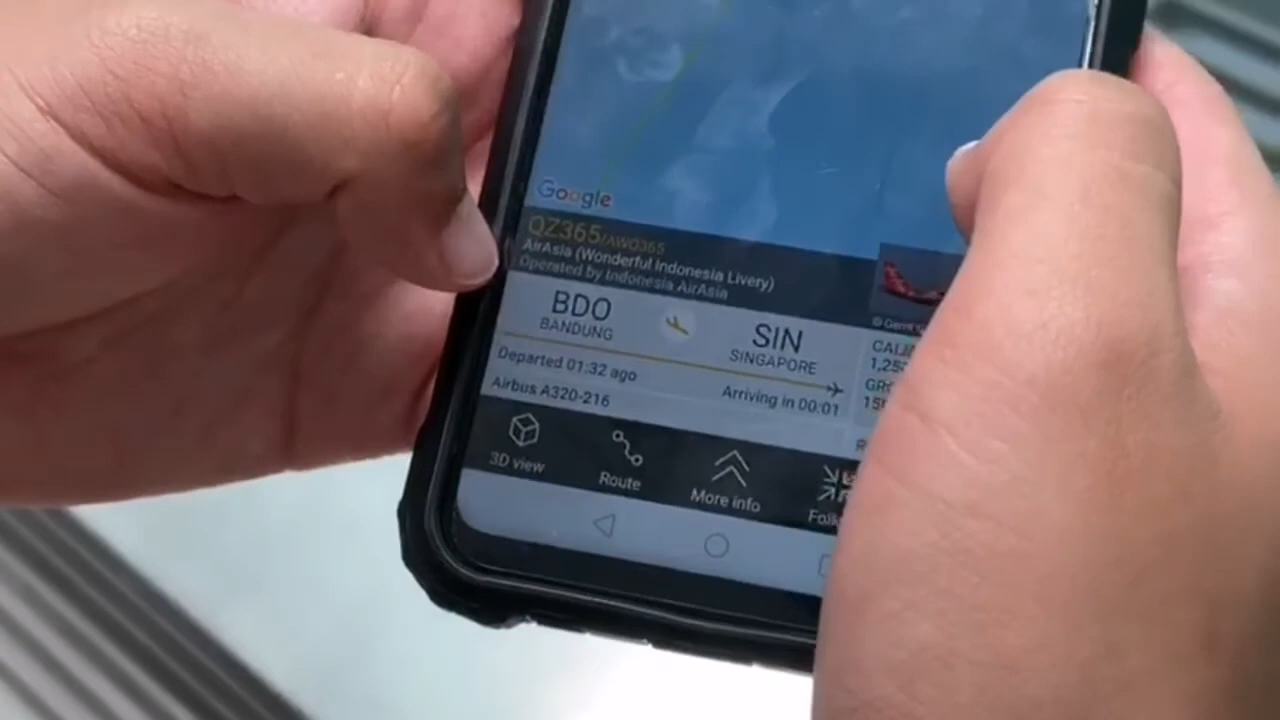 Google
QZ365/AWQ365
AirAsia (Wonderful Indonesia Livery)
Operated by Indonesia AirAsia
BDO
BANDUNG
SIN
SINGAPORE
Departed 01:32 ago
Arriving in 00:01
Airbus A320-216
3D view
Route
More info